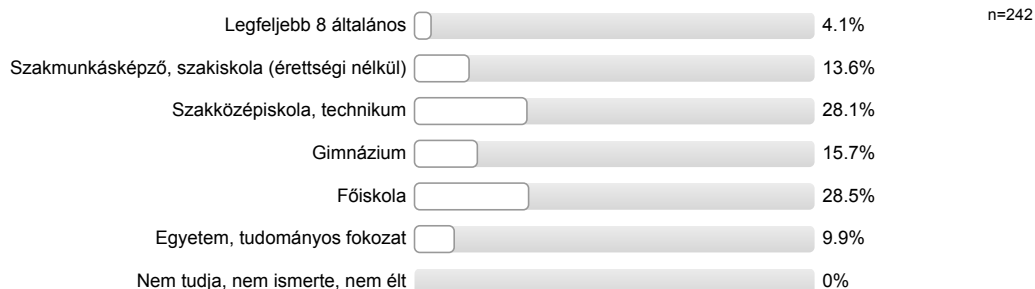 Legfeljebb 8 általános 4.1% n=242
Szakmunkásképző, szakiskola (érettségi nélkül) 13.6%
Szakközépiskola, technikum 28.1%
Gimnázium 15.7%
Főiskola 28.5%
Egyetem, tudományos fokozat 9.9%
Nem tudja, nem ismerte, nem élt 0%